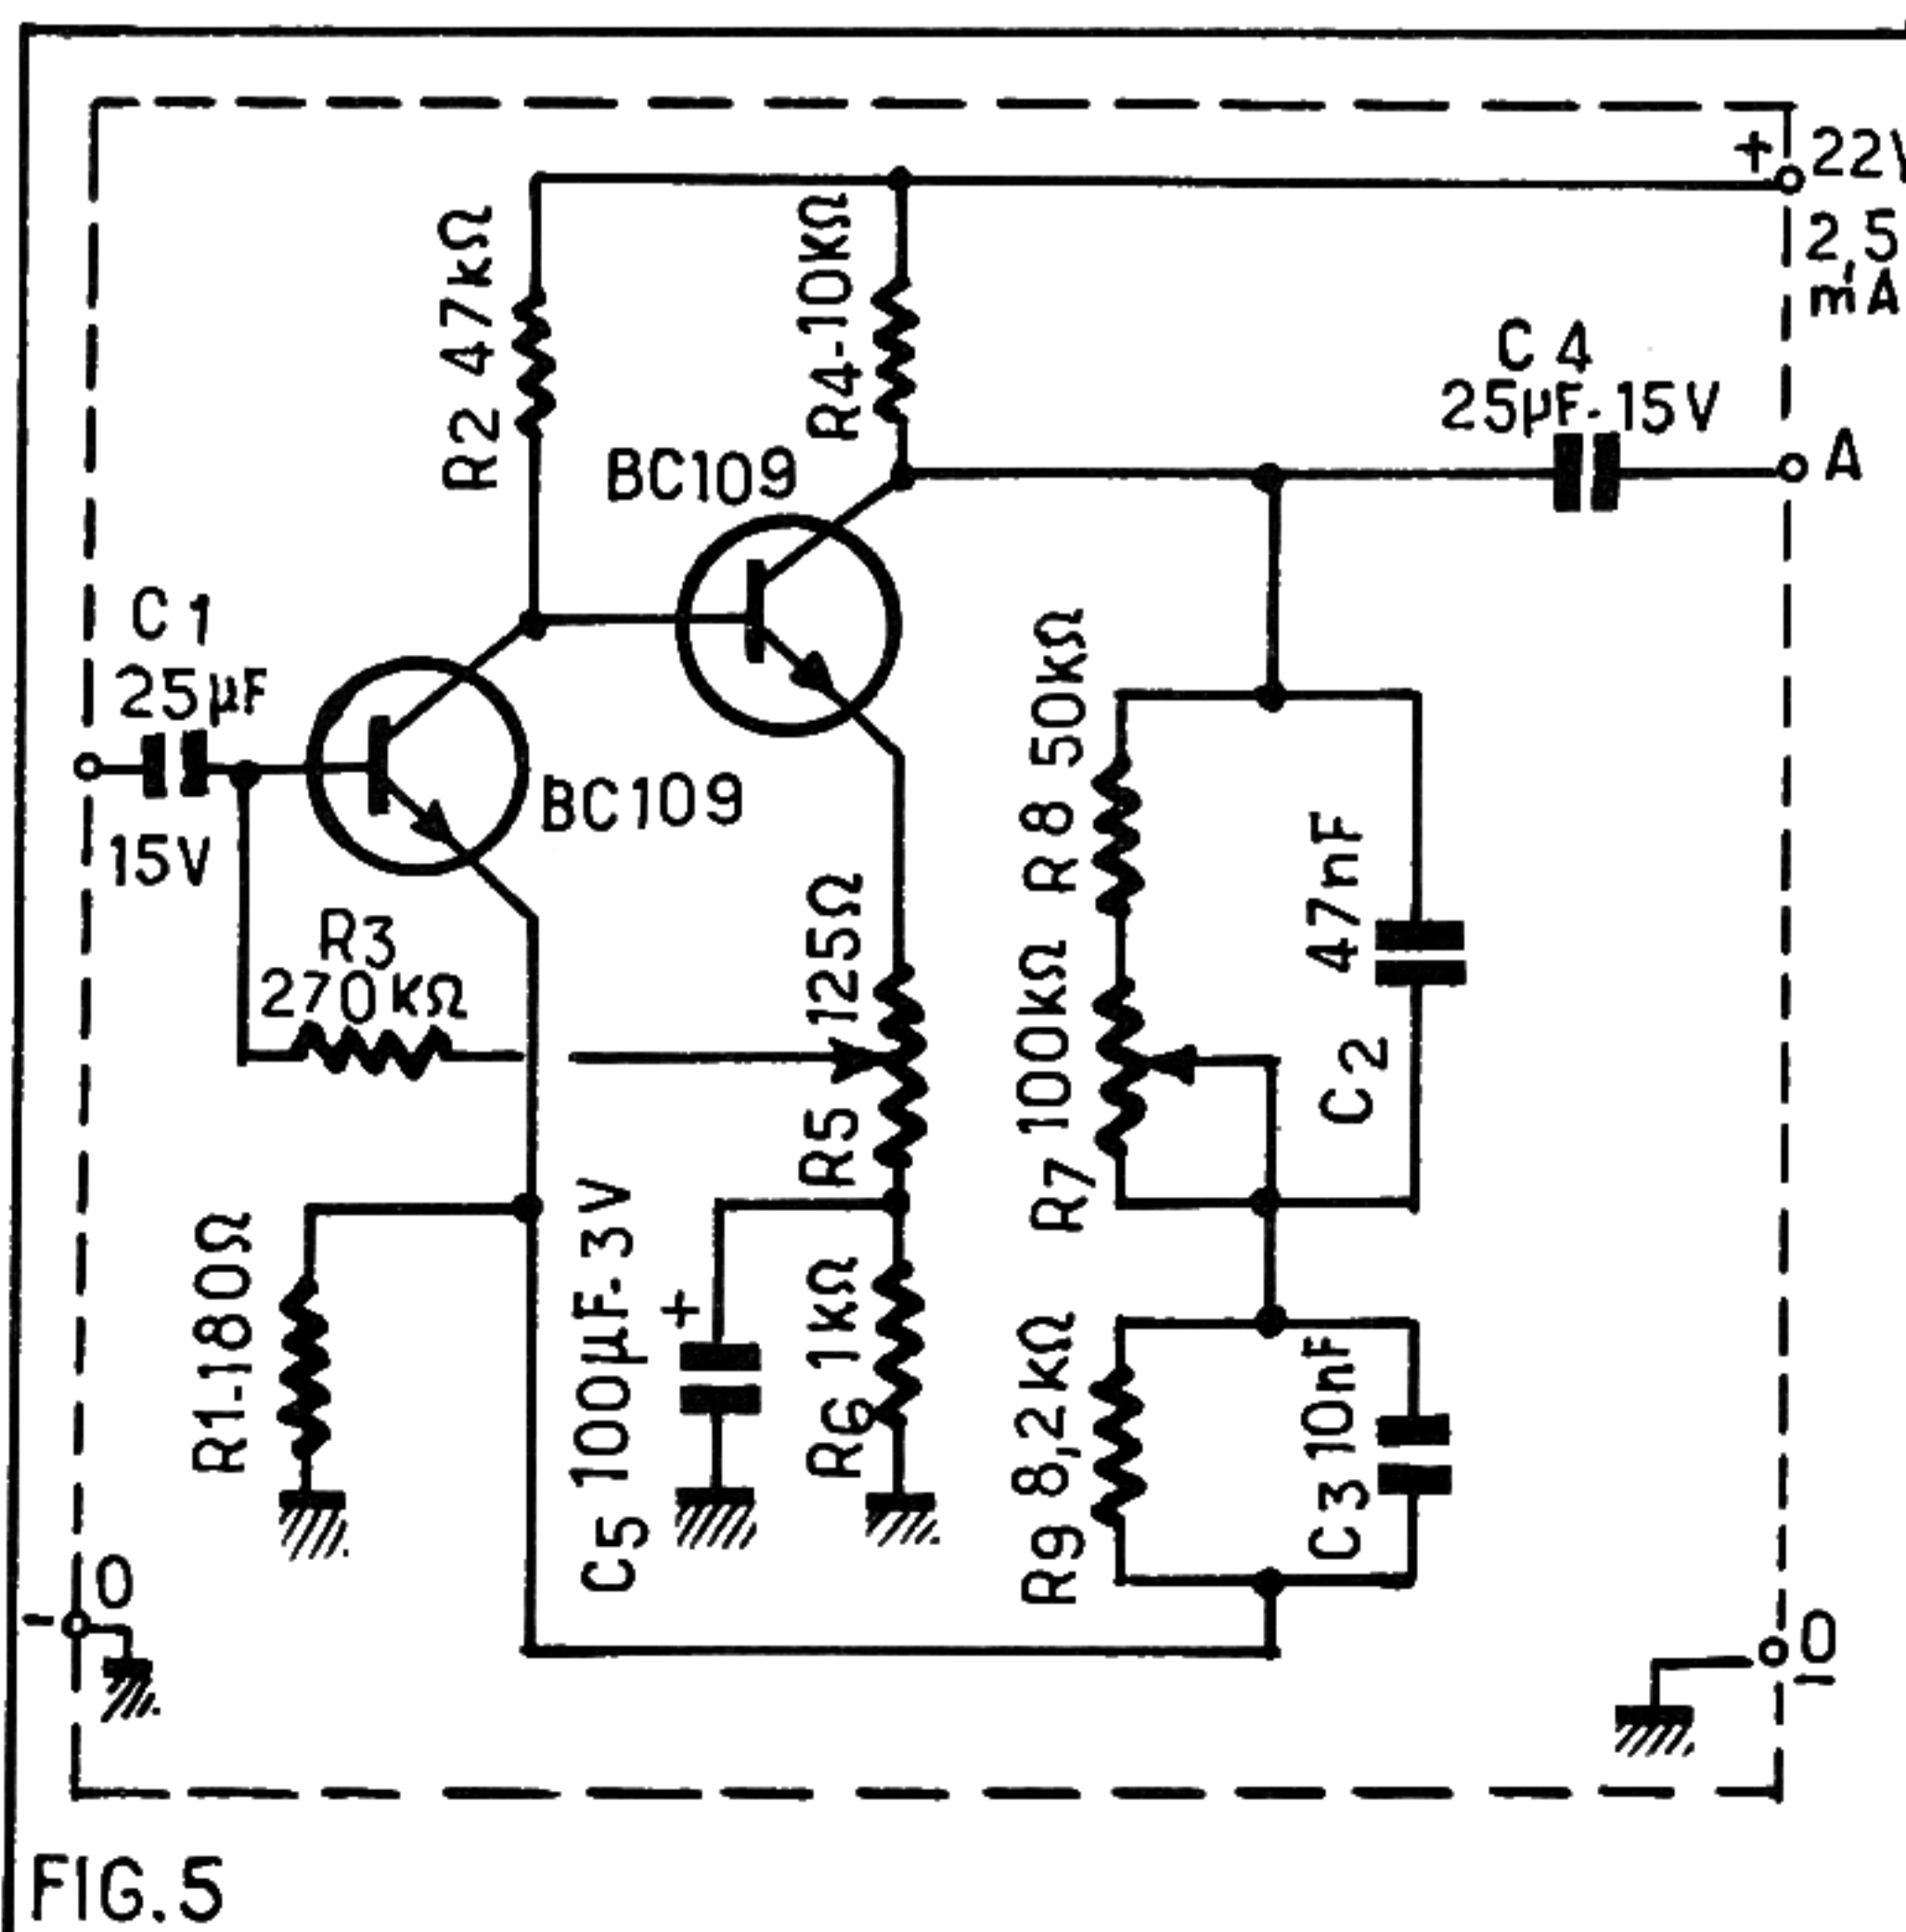 + 22V
2,5
mA
R2 47kΩ
R4-10KΩ
C4
25µF-15V
A
BC109
C1
25µF
15V
BC109
R3
270KΩ
R5 125Ω
R8 50KΩ
R7 100KΩ
47nF
C2
R1-180Ω
C5 100µF-3V
+
R6 1KΩ
R9 8,2KΩ
C3 10nF
- 0
0
-
FIG.5